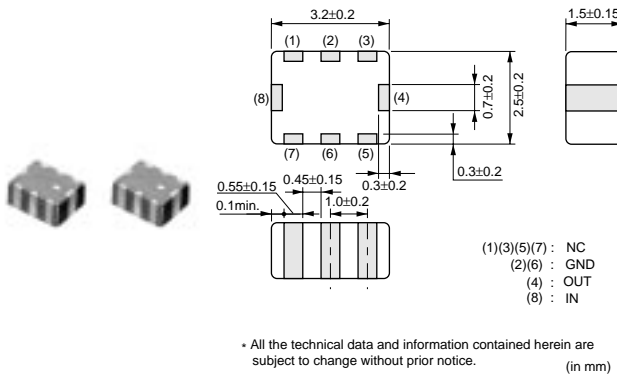 3.2±0.2
1.5±0.15
(1) (2) (3)
(8) (4)
0.7±0.2
2.5±0.2
(7) (6) (5)
0.3±0.2
0.3±0.2
0.55±0.15
0.45±0.15
0.1min.
1.0±0.2
(1)(3)(5)(7) : NC
(2)(6) : GND
(4) : OUT
(8) : IN
* All the technical data and information contained herein are
subject to change without prior notice.
(in mm)